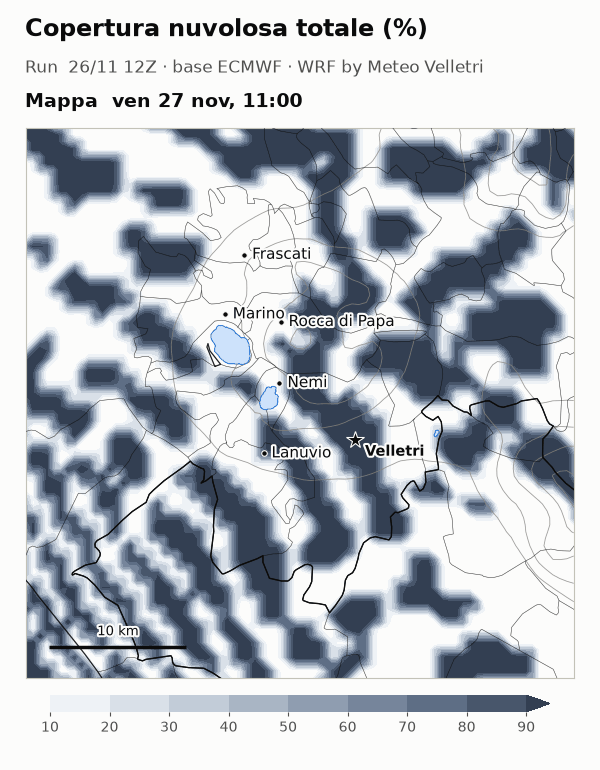 Copertura nuvolosa totale (%)
Run  26/11 12Z · base ECMWF · WRF by Meteo Velletri
Mappa  ven 27 nov, 11:00
Frascati
Marino
Rocca di Papa
Nemi
Velletri
Lanuvio
10 km
10 20 30 40 50 60 70 80 90